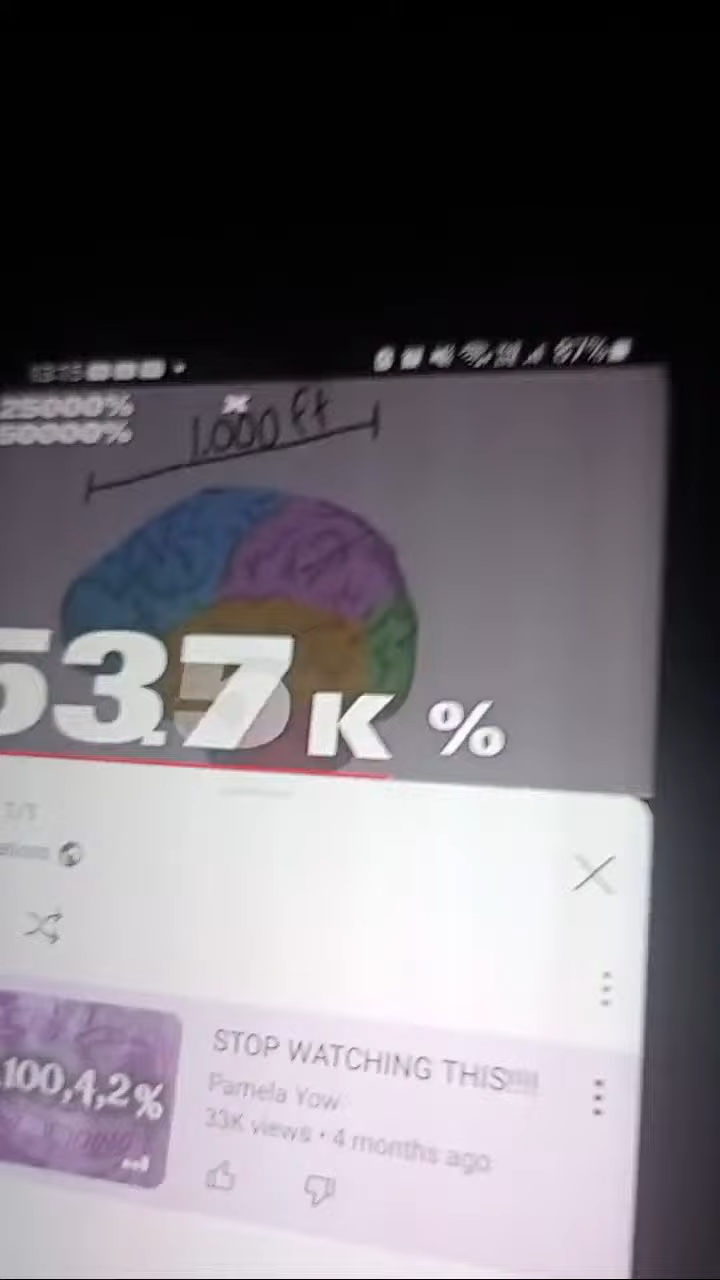 25000%
50000%
1.000 ft
537K %
STOP WATCHING THIS!!!!
Pamela Yow
33K views • 4 months ago
100,4,2%